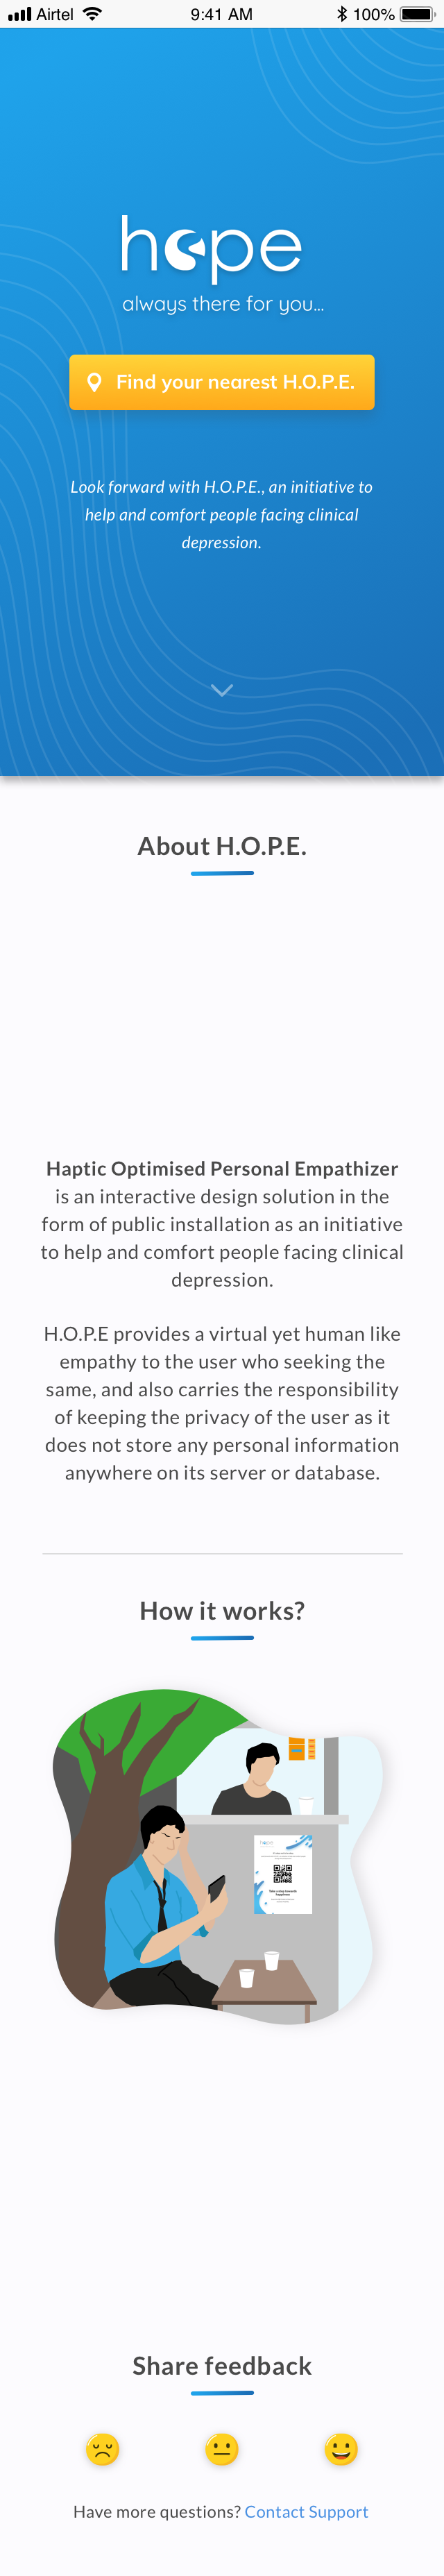 Airtel 9:41 AM 100%
hope
always there for you...
Find your nearest H.O.P.E.
Look forward with H.O.P.E., an initiative to
help and comfort people facing clinical
depression.
About H.O.P.E.
Haptic Optimised Personal Empathizer
is an interactive design solution in the
form of public installation as an initiative
to help and comfort people facing clinical
depression.
H.O.P.E provides a virtual yet human like
empathy to the user who seeking the
same, and also carries the responsibility
of keeping the privacy of the user as it
does not store any personal information
anywhere on its server or database.
How it works?
hope
Take a step towards
happiness
Share feedback
Have more questions? Contact Support